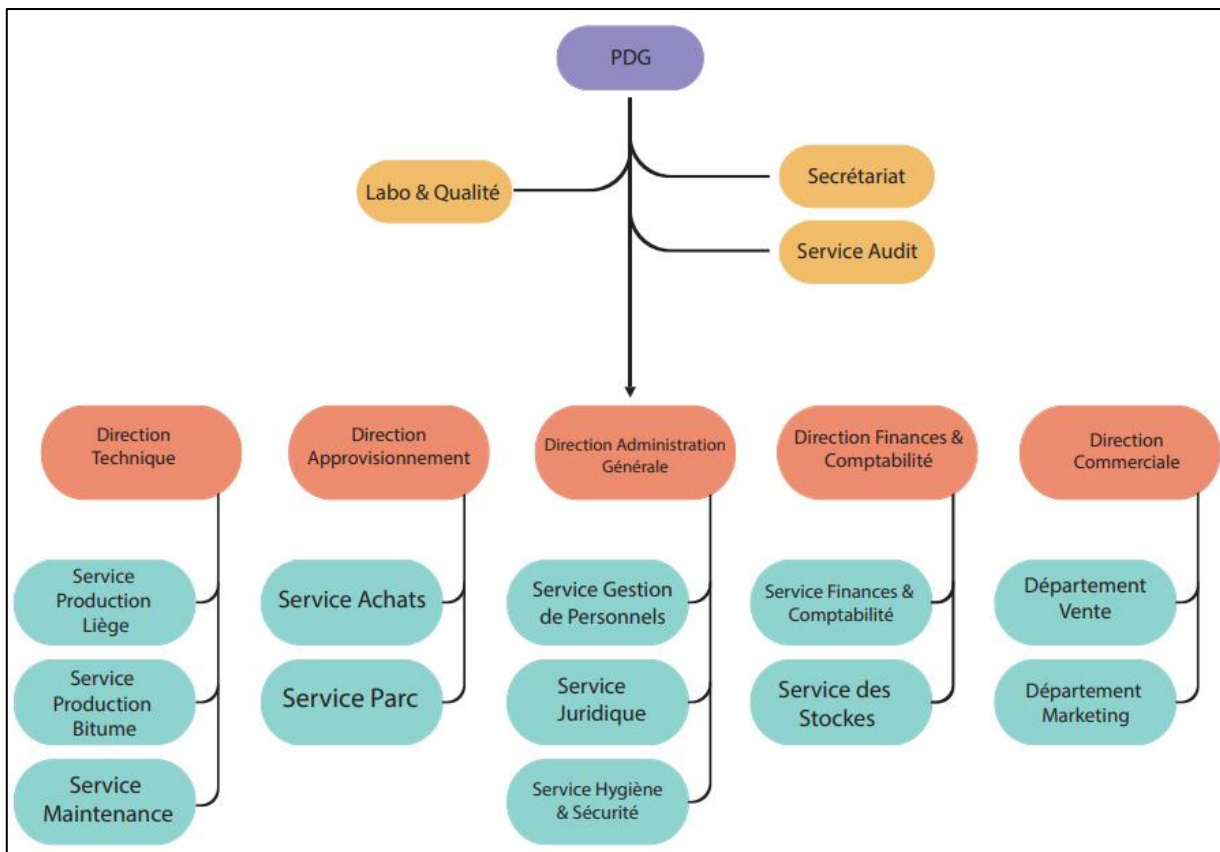 PDG
Labo & Qualité
Secrétariat
Service Audit
Direction
Technique
Direction
Approvisionnement
Direction Administration
Générale
Direction Finances &
Comptabilité
Direction
Commerciale
Service
Production
Liège
Service
Production
Bitume
Service
Maintenance
Service Achats
Service Parc
Service Gestion
de Personnels
Service
Juridique
Service Hygiène
& Sécurité
Service Finances &
Comptabilité
Service des
Stockes
Département
Vente
Département
Marketing